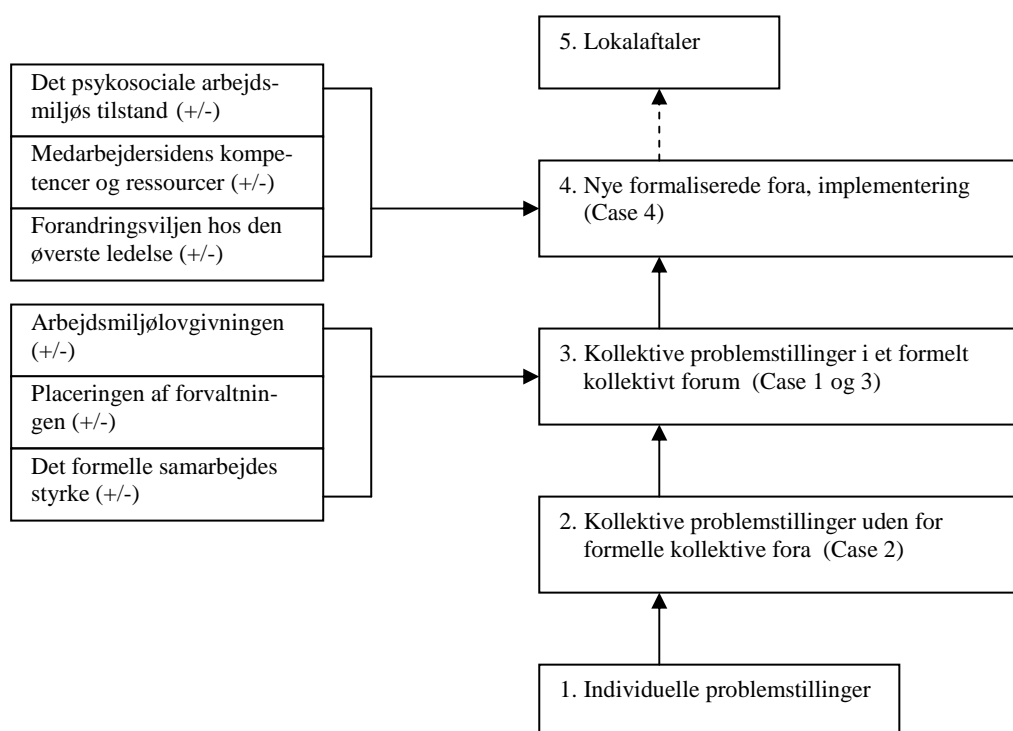 5. Lokalaftaler
Det psykosociale arbejds-
miljøs tilstand (+/-)
Medarbejdersidens kompe-
tencer og ressourcer (+/-)
Forandringsviljen hos den
øverste ledelse (+/-)
4. Nye formaliserede fora, implementering
(Case 4)
Arbejdsmiljølovgivningen
(+/-)
Placeringen af forvaltnin-
gen (+/-)
Det formelle samarbejdes
styrke (+/-)
3. Kollektive problemstillinger i et formelt
kollektivt forum (Case 1 og 3)
2. Kollektive problemstillinger uden for
formelle kollektive fora (Case 2)
1. Individuelle problemstillinger